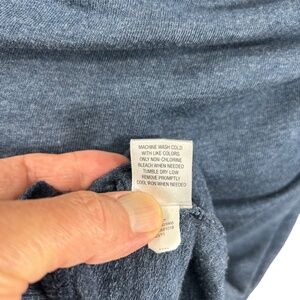 MACHINE WASH COLD
WITH LIKE COLORS
ONLY NON-CHLORINE
BLEACH WHEN NEEDED
TUMBLE DRY LOW
REMOVE PROMPTLY
COOL IRON WHEN NEEDED